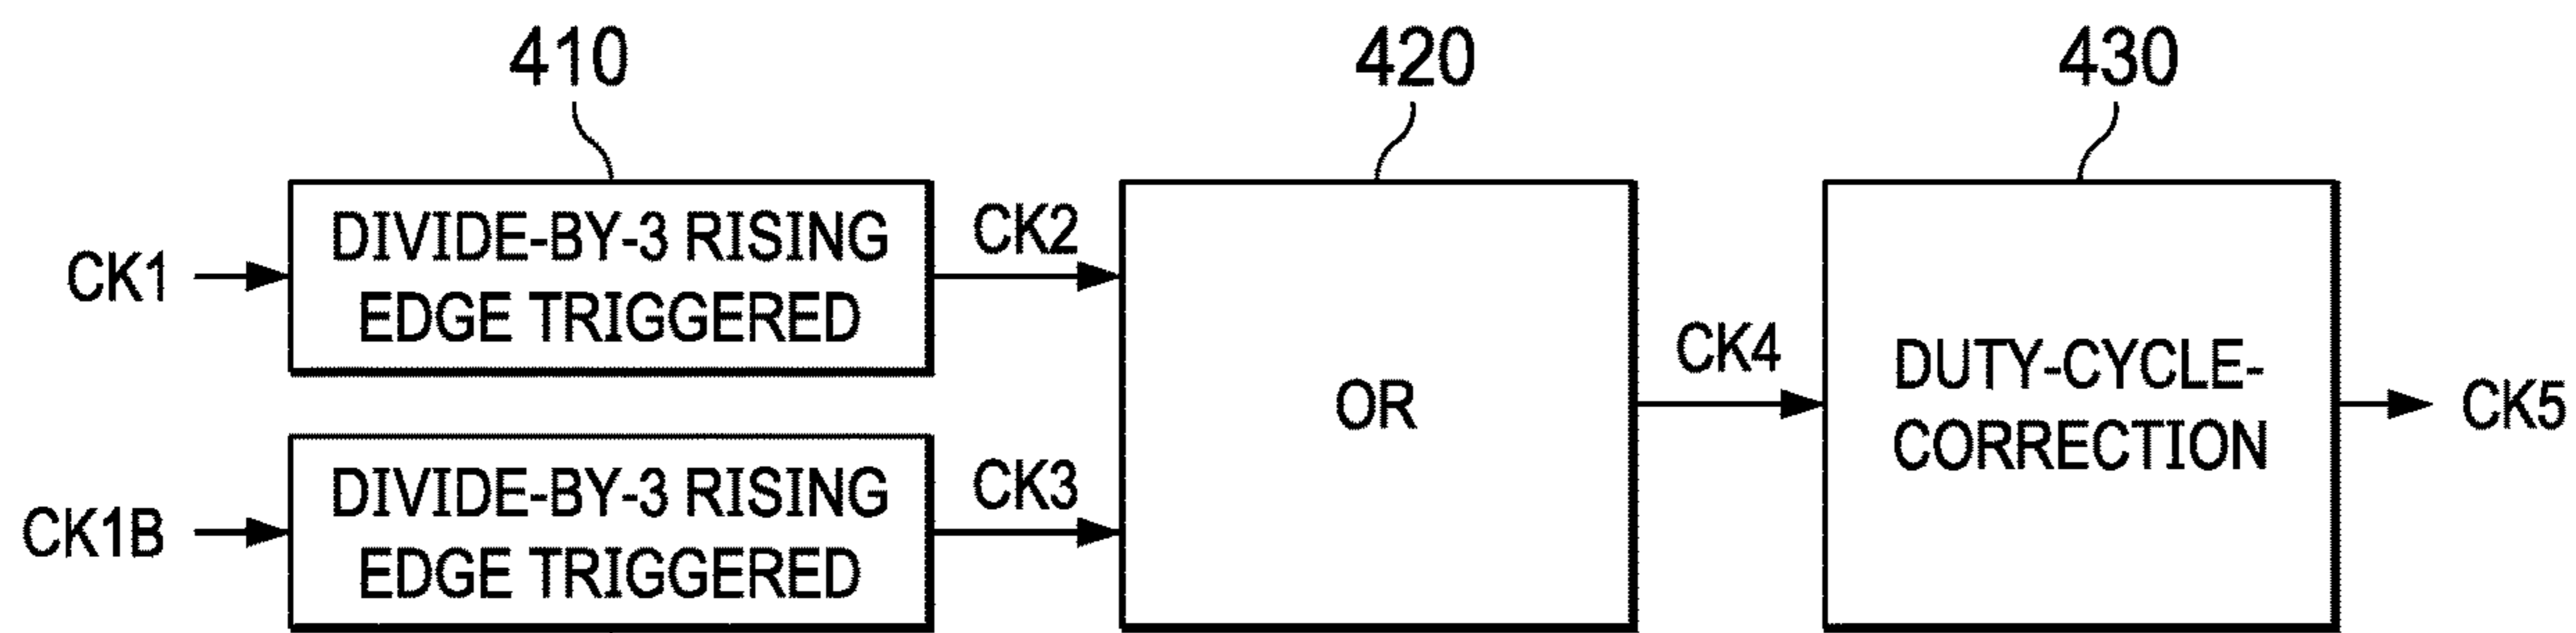 410
420
430
CK1
DIVIDE-BY-3 RISING
EDGE TRIGGERED
CK2
CK1B
DIVIDE-BY-3 RISING
EDGE TRIGGERED
CK3
OR
CK4
DUTY-CYCLE-
CORRECTION
CK5